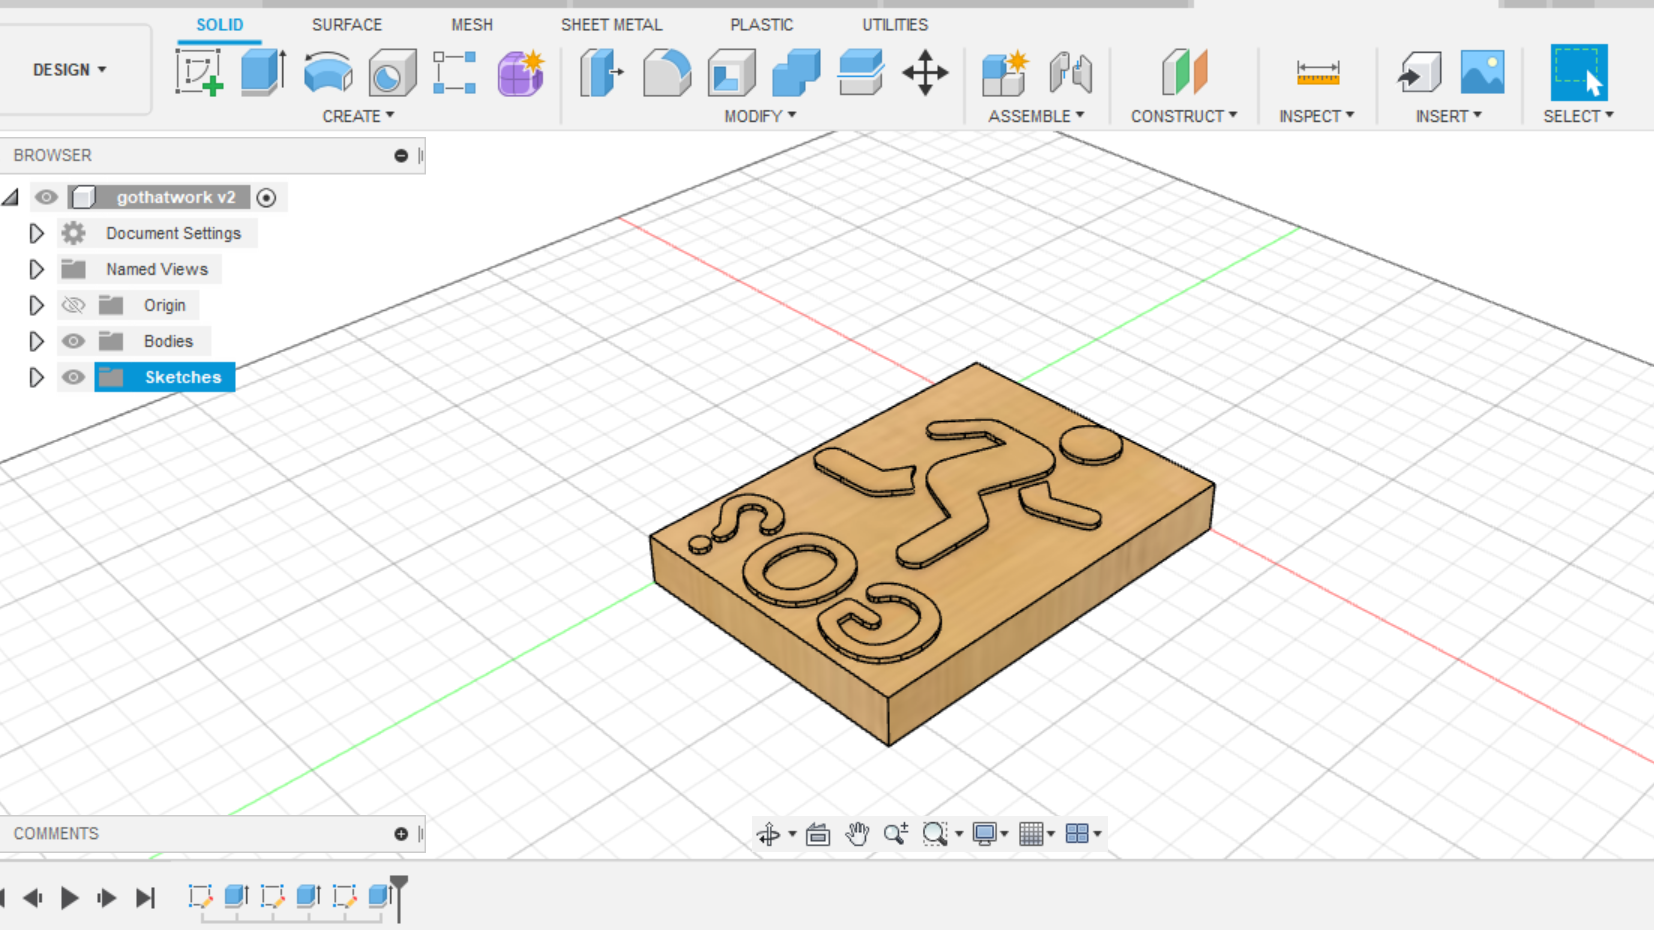 SOLID
SURFACE
MESH
SHEET METAL
PLASTIC
UTILITIES
DESIGN
CREATE
MODIFY
ASSEMBLE
CONSTRUCT
INSPECT
INSERT
SELECT
BROWSER
gothatwork v2
Document Settings
Named Views
Origin
Bodies
Sketches
GO?
COMMENTS